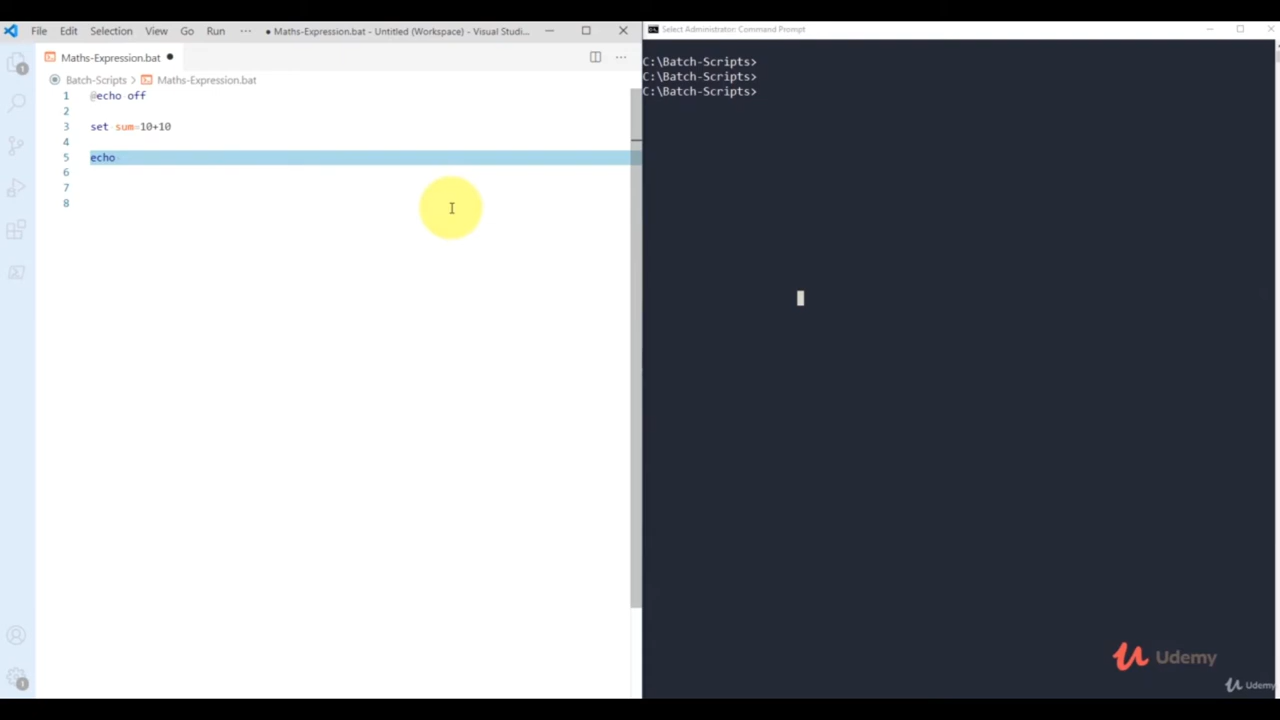 File Edit Selection View Go Run ··· ● Maths-Expression.bat - Untitled (Workspace) - Visual Studi...
Maths-Expression.bat ●
Batch-Scripts > Maths-Expression.bat
1 @echo off
2
3 set sum=10+10
4
5 echo
6
7
8
1
1
Select Administrator: Command Prompt
C:\Batch-Scripts>
C:\Batch-Scripts>
C:\Batch-Scripts>
Udemy
Udemy